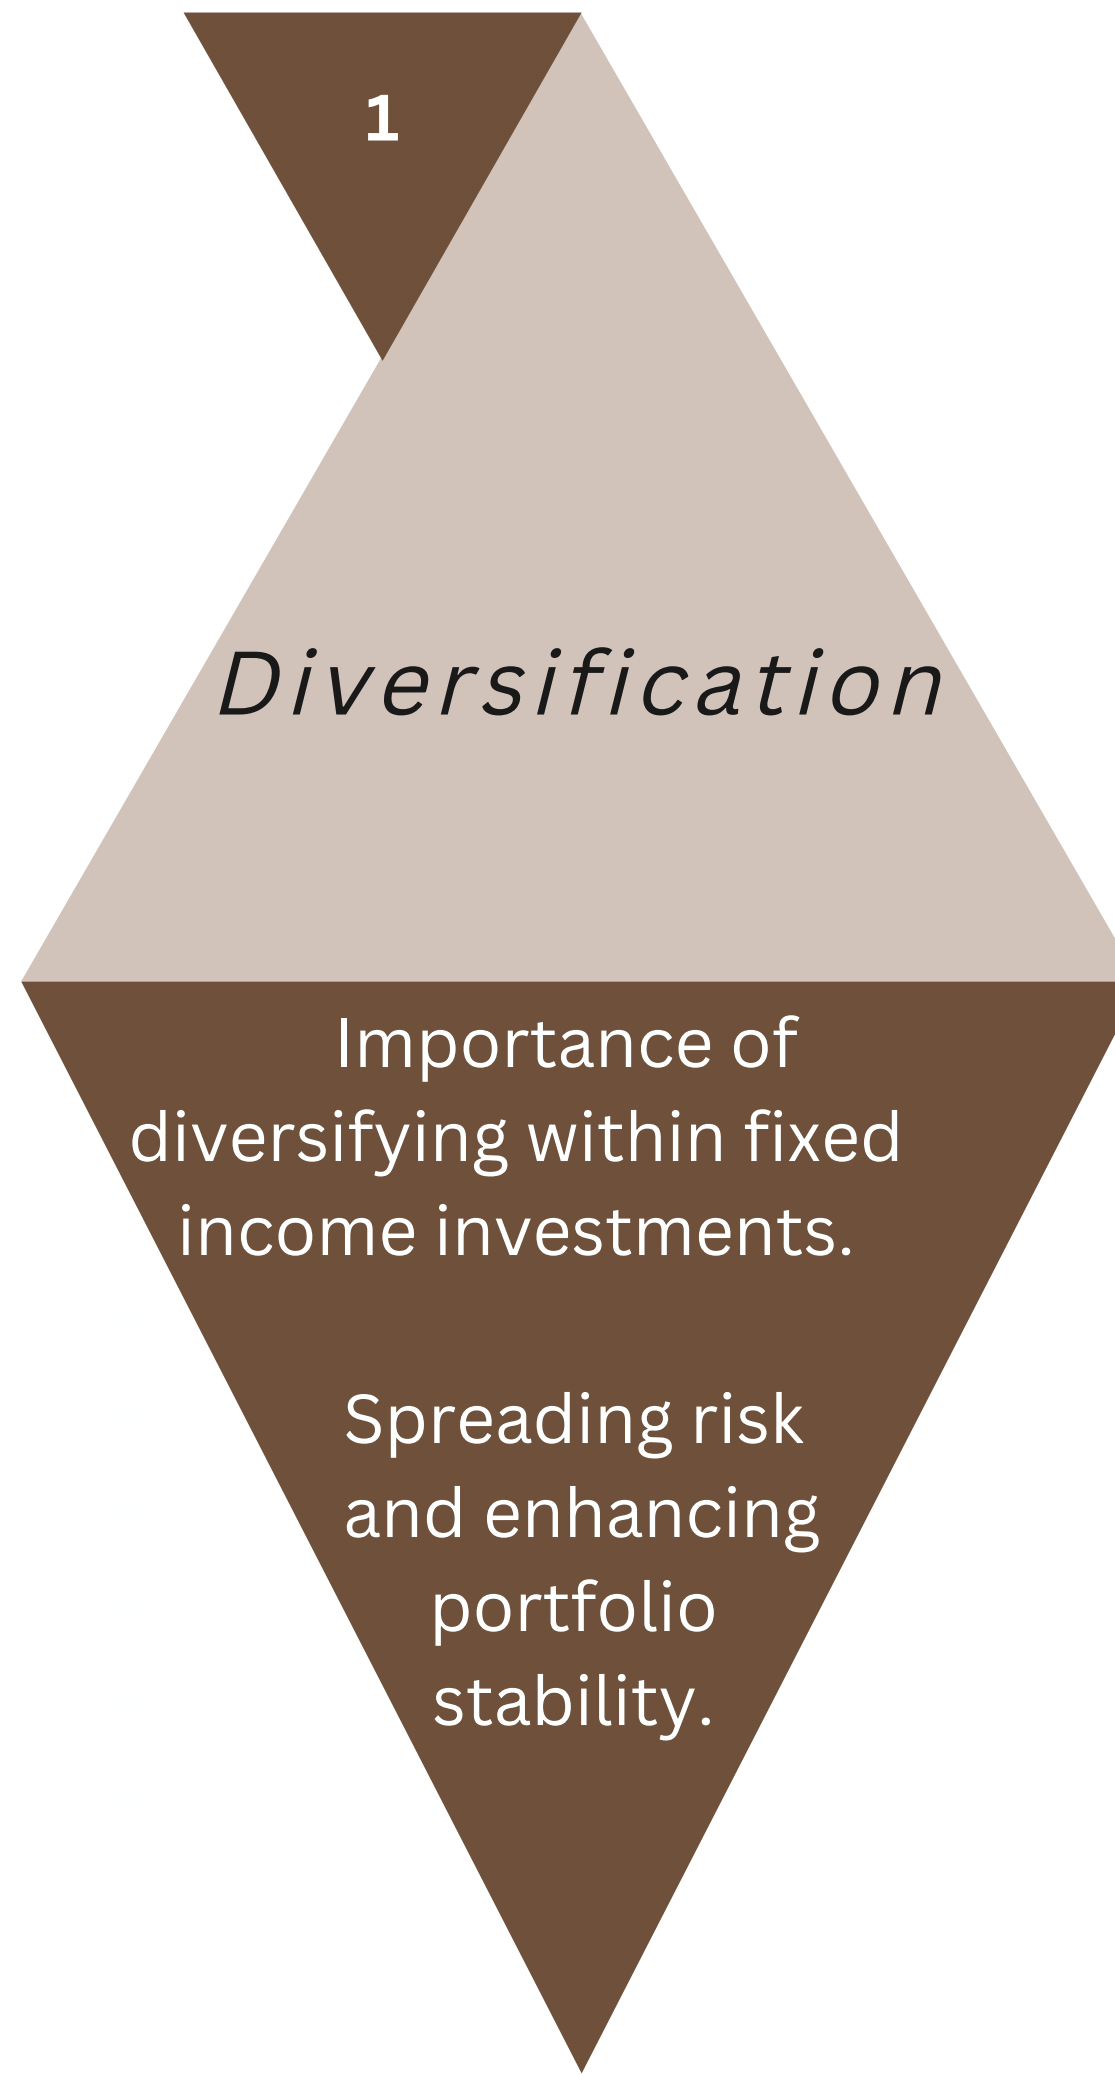 1
Diversification
Importance of
diversifying within fixed
income investments.
Spreading risk
and enhancing
portfolio
stability.